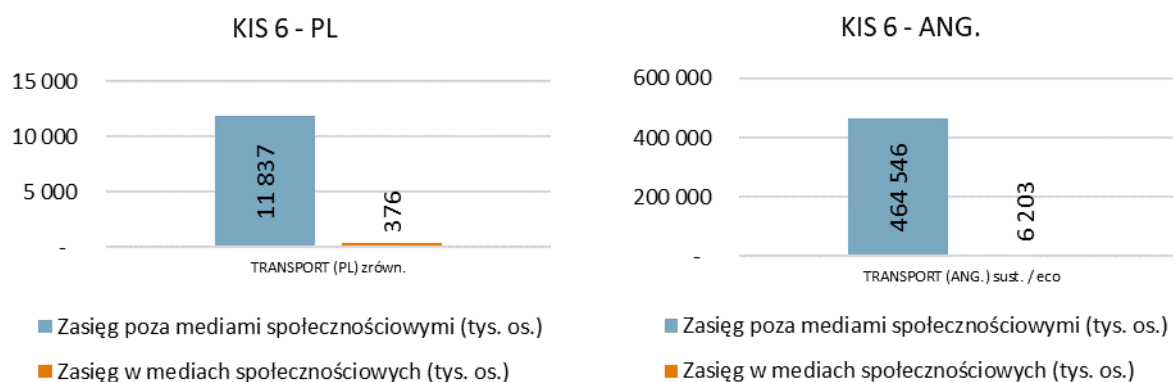 KIS 6 - PL
15 000
10 000
5 000
-
11 837
376
TRANSPORT (PL) zrówn.
Zasięg poza mediami społecznościowymi (tys. os.)
Zasięg w mediach społecznościowych (tys. os.)
KIS 6 - ANG.
600 000
400 000
200 000
-
464 546
6 203
TRANSPORT (ANG.) sust. / eco
Zasięg poza mediami społecznościowymi (tys. os.)
Zasięg w mediach społecznościowych (tys. os.)